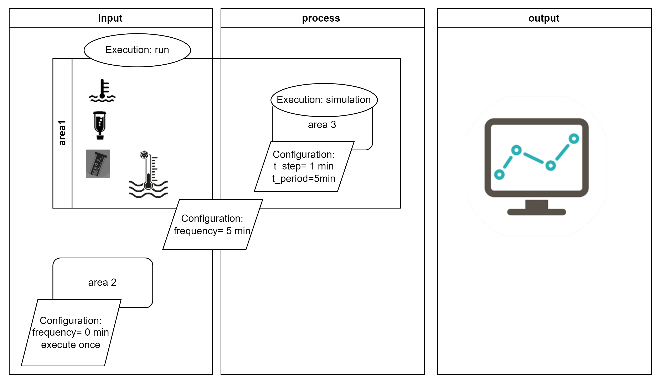 Input
process
output
Execution: run
area1
Execution: simulation
area 3
Configuration:
t_step= 1 min
t_period=5min
Configuration:
frequency= 5 min
area 2
Configuration:
frequency= 0 min
execute once